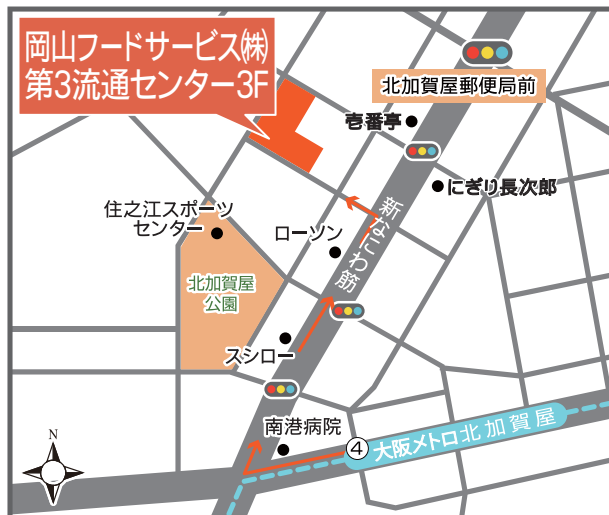 岡山フードサービス㈱
第3流通センター3F
北加賀屋郵便局前
壱番亭
にぎり長次郎
住之江スポーツ
センター
ローソン
新なにわ筋
北加賀屋
公園
スシロー
南港病院
④
大阪メトロ北加賀屋
N